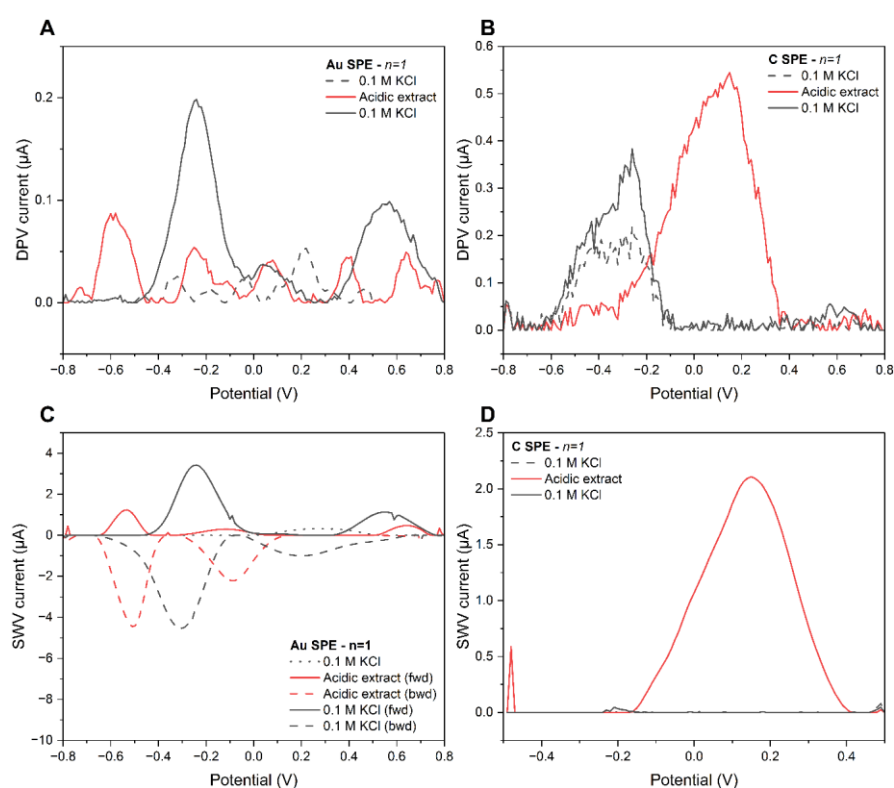 A
Au SPE - n=1
0.1 M KCl
Acidic extract
0.1 M KCl
DPV current (µA)
0.2
0.1
0.0
−0.8 −0.6 −0.4 −0.2 0.0 0.2 0.4 0.6 0.8
Potential (V)
B
C SPE - n=1
0.1 M KCl
Acidic extract
0.1 M KCl
DPV current (µA)
0.6
0.5
0.4
0.3
0.2
0.1
0.0
−0.8 −0.6 −0.4 −0.2 0.0 0.2 0.4 0.6 0.8
Potential (V)
C
SWV current (µA)
4
2
0
−2
−4
−6
−8
−10
Au SPE - n=1
0.1 M KCl
Acidic extract (fwd)
Acidic extract (bwd)
0.1 M KCl (fwd)
0.1 M KCl (bwd)
−0.8 −0.6 −0.4 −0.2 0.0 0.2 0.4 0.6 0.8
Potential (V)
D
C SPE - n=1
0.1 M KCl
Acidic extract
0.1 M KCl
SWV current (µA)
2.5
2.0
1.5
1.0
0.5
0.0
−0.4 −0.2 0.0 0.2 0.4
Potential (V)